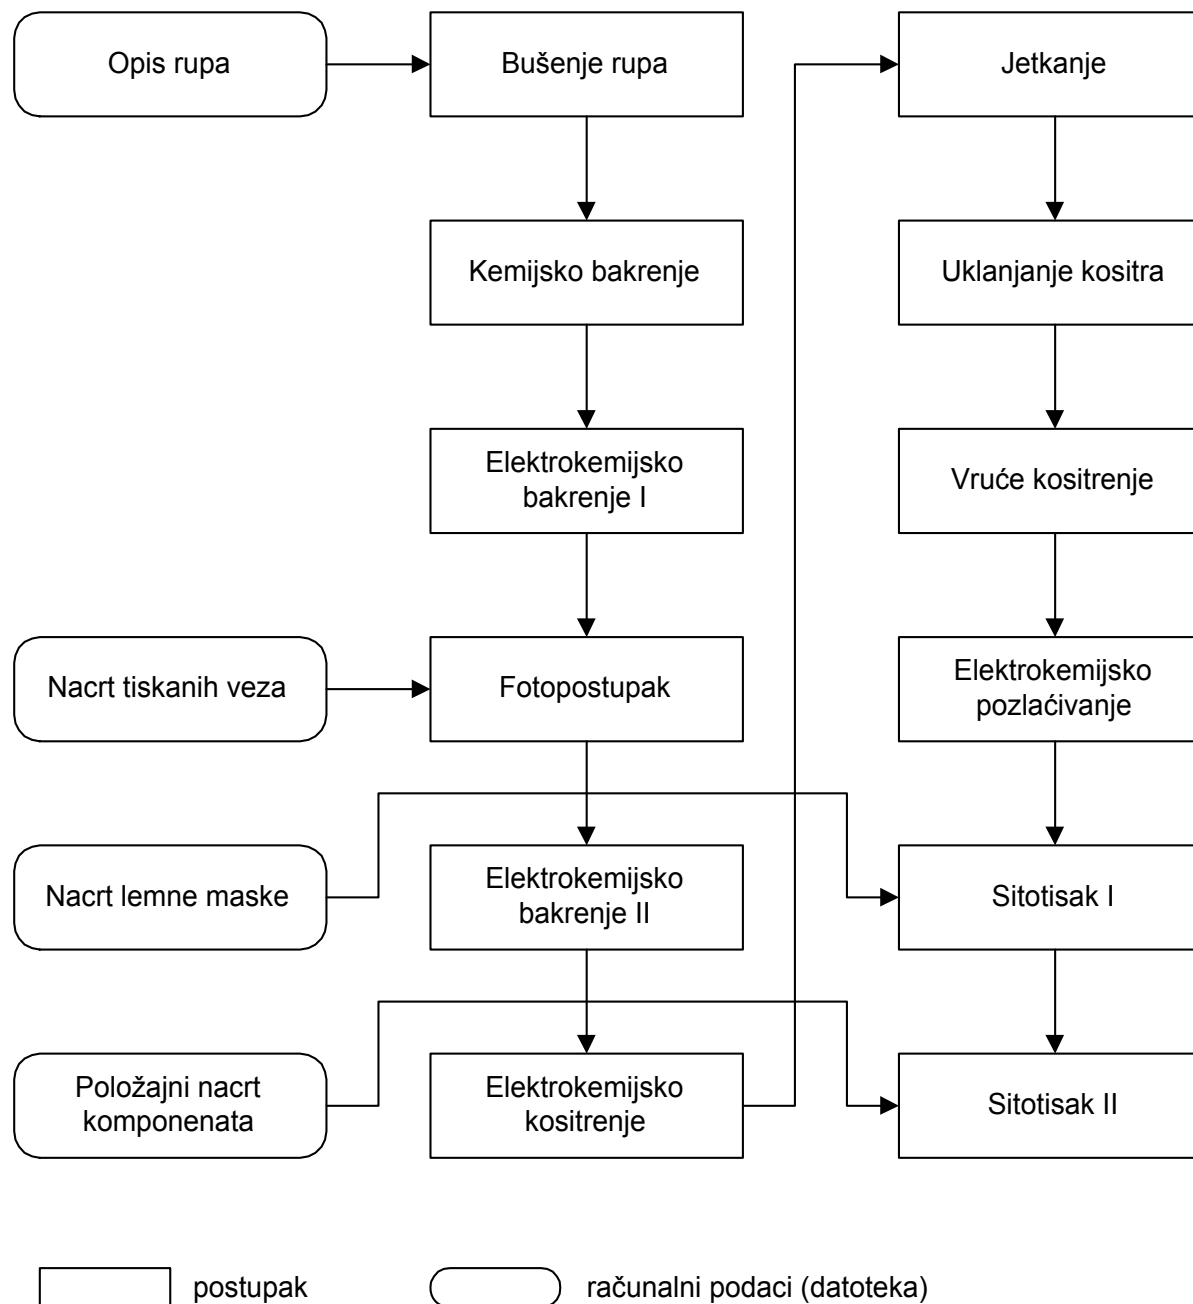 Opis rupa
Bušenje rupa
Jetkanje
Kemijsko bakrenje
Uklanjanje kositra
Elektrokemijsko
bakrenje I
Vruće kositrenje
Nacrt tiskanih veza
Fotopostupak
Elektrokemijsko
pozlaćivanje
Nacrt lemne maske
Elektrokemijsko
bakrenje II
Sitotisak I
Položajni nacrt
komponenata
Elektrokemijsko
kositrenje
Sitotisak II
postupak
računalni podaci (datoteka)